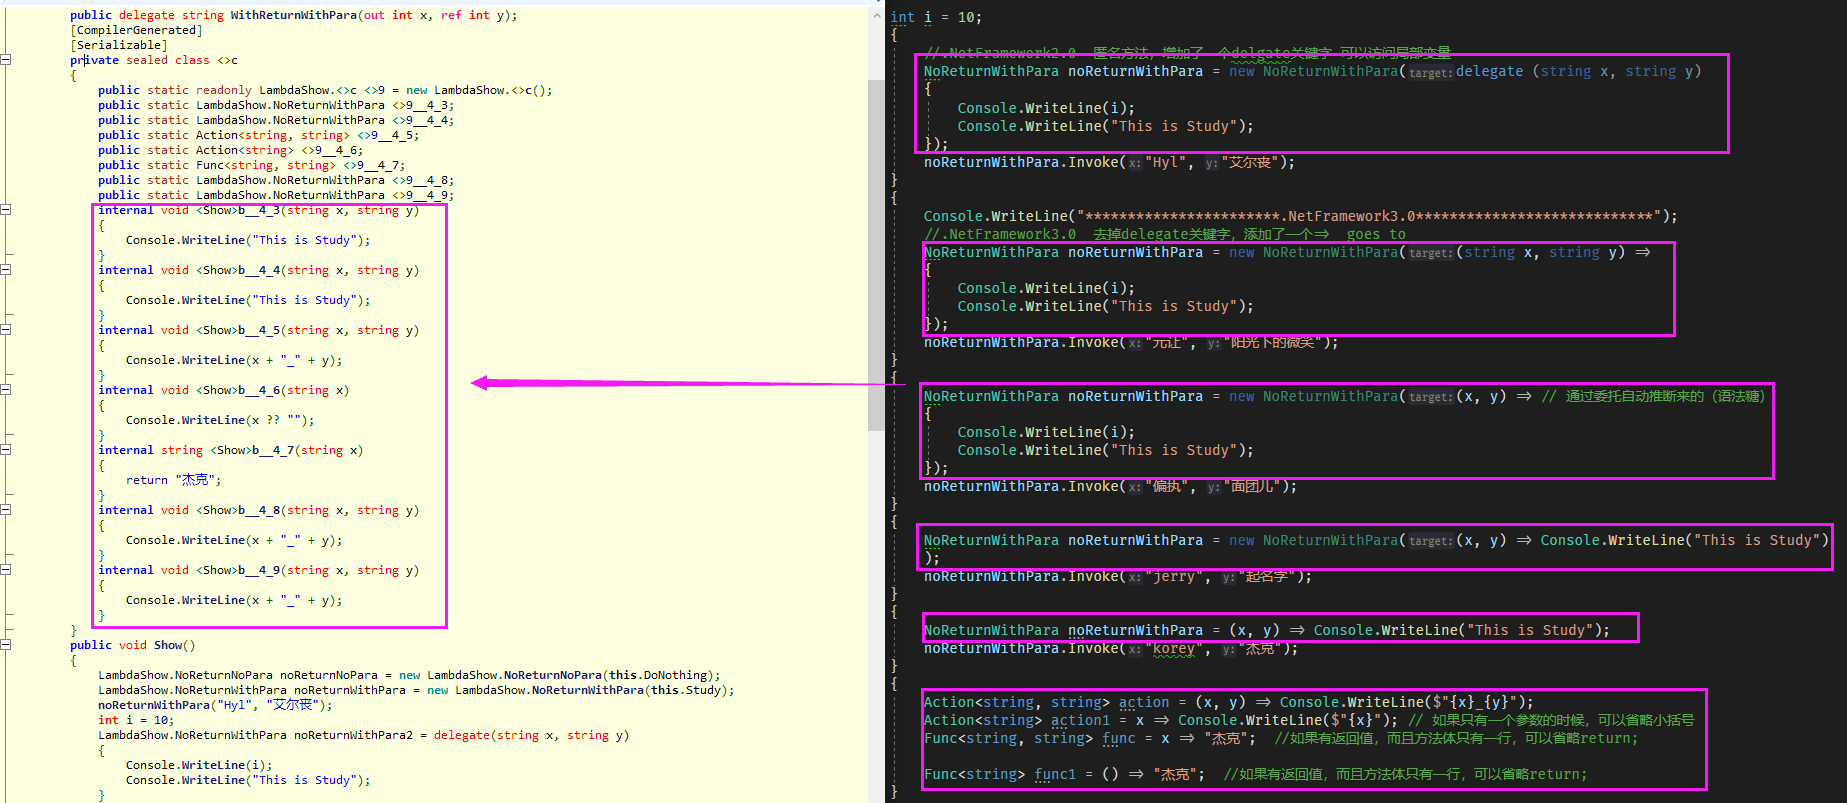 public delegate string WithReturnWithPara(out int x, ref int y);
[CompilerGenerated]
[Serializable]
private sealed class <>c
{
public static readonly LambdaShow.<>c <>9 = new LambdaShow.<>c();
public static LambdaShow.NoReturnWithPara <>9__4_3;
public static LambdaShow.NoReturnWithPara <>9__4_4;
public static Action<string, string> <>9__4_5;
public static Action<string> <>9__4_6;
public static Func<string, string> <>9__4_7;
public static LambdaShow.NoReturnWithPara <>9__4_8;
public static LambdaShow.NoReturnWithPara <>9__4_9;
internal void <Show>b__4_3(string x, string y)
{
Console.WriteLine("This is Study");
}
internal void <Show>b__4_4(string x, string y)
{
Console.WriteLine("This is Study");
}
internal void <Show>b__4_5(string x, string y)
{
Console.WriteLine(x + "_" + y);
}
internal void <Show>b__4_6(string x)
{
Console.WriteLine(x ?? "");
}
internal string <Show>b__4_7(string x)
{
return "杰克";
}
internal void <Show>b__4_8(string x, string y)
{
Console.WriteLine(x + "_" + y);
}
internal void <Show>b__4_9(string x, string y)
{
Console.WriteLine(x + "_" + y);
}
}
public void Show()
{
LambdaShow.NoReturnNoPara noReturnNoPara = new LambdaShow.NoReturnNoPara(this.DoNothing);
LambdaShow.NoReturnWithPara noReturnWithPara = new LambdaShow.NoReturnWithPara(this.Study);
noReturnWithPara("Hyl", "艾尔丧");
int i = 10;
LambdaShow.NoReturnWithPara noReturnWithPara2 = delegate(string x, string y)
{
Console.WriteLine(i);
Console.WriteLine("This is Study");
}
int i = 10;
{
//.NetFramework2.0 匿名方法，增加了一个delgate关键字 可以访问局部变量
NoReturnWithPara noReturnWithPara = new NoReturnWithPara(target:delegate (string x, string y)
{
Console.WriteLine(i);
Console.WriteLine("This is Study");
});
noReturnWithPara.Invoke(x:"Hyl", y:"艾尔丧");
}
{
Console.WriteLine("***********************.NetFramework3.0****************************");
//.NetFramework3.0 去掉delegate关键字，添加了一个=> goes to
NoReturnWithPara noReturnWithPara = new NoReturnWithPara(target:(string x, string y) =>
{
Console.WriteLine(i);
Console.WriteLine("This is Study");
});
noReturnWithPara.Invoke(x:"元让", y:"阳光下的微笑");
}
{
NoReturnWithPara noReturnWithPara = new NoReturnWithPara(target:(x, y) => // 通过委托自动推断来的（语法糖）
{
Console.WriteLine(i);
Console.WriteLine("This is Study");
});
noReturnWithPara.Invoke(x:"偏执", y:"面团儿");
}
{
NoReturnWithPara noReturnWithPara = new NoReturnWithPara(target:(x, y) => Console.WriteLine("This is Study")
);
noReturnWithPara.Invoke(x:"jerry", y:"起名字");
}
{
NoReturnWithPara noReturnWithPara = (x, y) => Console.WriteLine("This is Study");
noReturnWithPara.Invoke(x:"korey", y:"杰克");
}
{
Action<string, string> action = (x, y) => Console.WriteLine($"{x}_{y}");
Action<string> action1 = x => Console.WriteLine($"{x}"); // 如果只有一个参数的时候，可以省略小括号
Func<string, string> func = x => "杰克"; //如果有返回值，而且方法体只有一行，可以省略return;
Func<string> func1 = () => "杰克"; //如果有返回值，而且方法体只有一行，可以省略return;
}